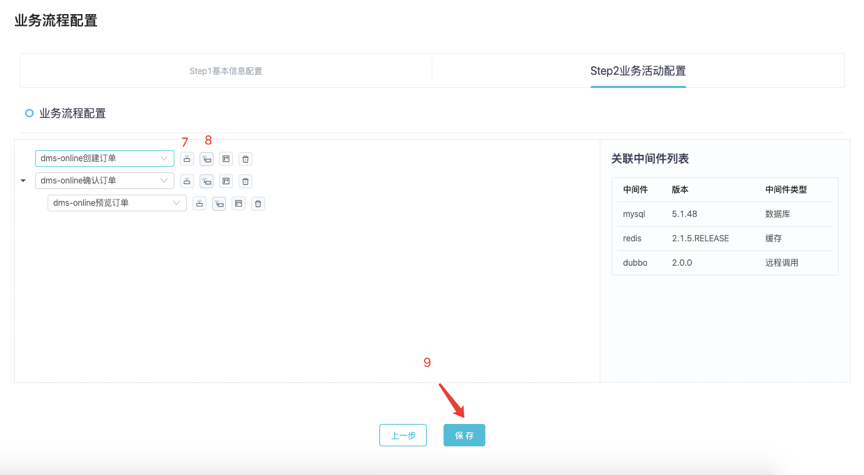 业务流程配置
Step1基本信息配置
Step2业务活动配置
业务流程配置
7
8
dms-online创建订单
dms-online确认订单
dms-online预览订单
关联中间件列表
中间件 版本 中间件类型
mysql 5.1.48 数据库
redis 2.1.5.RELEASE 缓存
dubbo 2.0.0 远程调用
9
上一步
保存